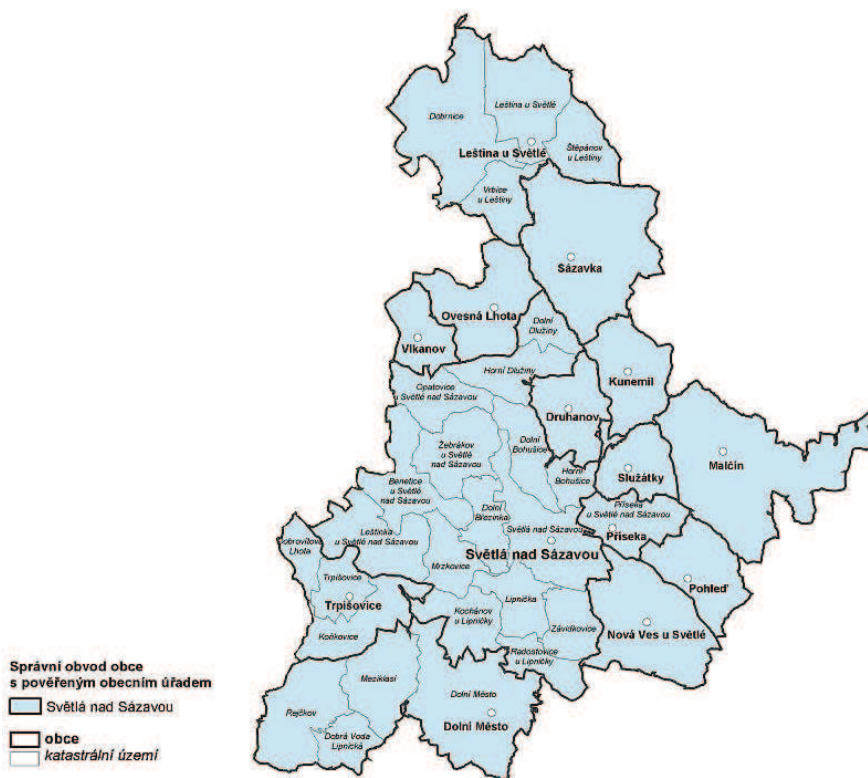 Dobrnice
Leština u Světlé
Leština u Světlé
Štěpánov
u Leštiny
Vrbice
u Leštiny
Sázavka
Ovesná Lhota
Dolní
Dlužiny
Vlkanov
Horní Dlužiny
Kunemil
Opatovice
u Světlé nad Sázavou
Druhanov
Žebrákov
u Světlé
nad Sázavou
Dolní
Bohušice
Malčín
Horní
Bohušice
Služátky
Benetice
u Světlé
nad Sázavou
Dolní
Březinka
Příseka
u Světlé nad Sázavou
Světlá nad Sázavou
Příseka
Leštinka
u Světlé nad Sázavou
Světlá nad Sázavou
Dobrovítova
Lhota
Mrzkovice
Trpišovice
Pohleď
Trpišovice
Lipnička
Kochánov
u Lipničky
Závidkovice
Nová Ves u Světlé
Koňkovice
Radostovice
u Lipničky
Správní obvod obce
s pověřeným obecním úřadem
Světlá nad Sázavou
Meziklasí
Dolní Město
Rejčkov
Dolní Město
obce
Dobrá Voda
Lipnická
katastrální území